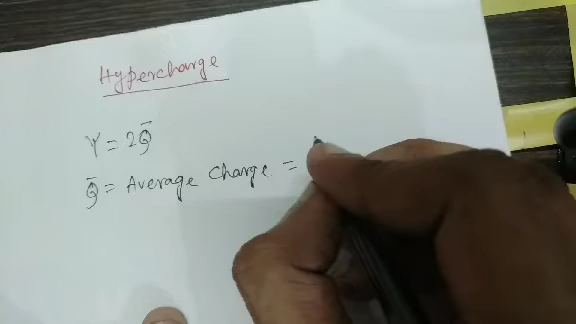 Hypercharge
Y = 2Q̄
Q̄ = Average Charge =